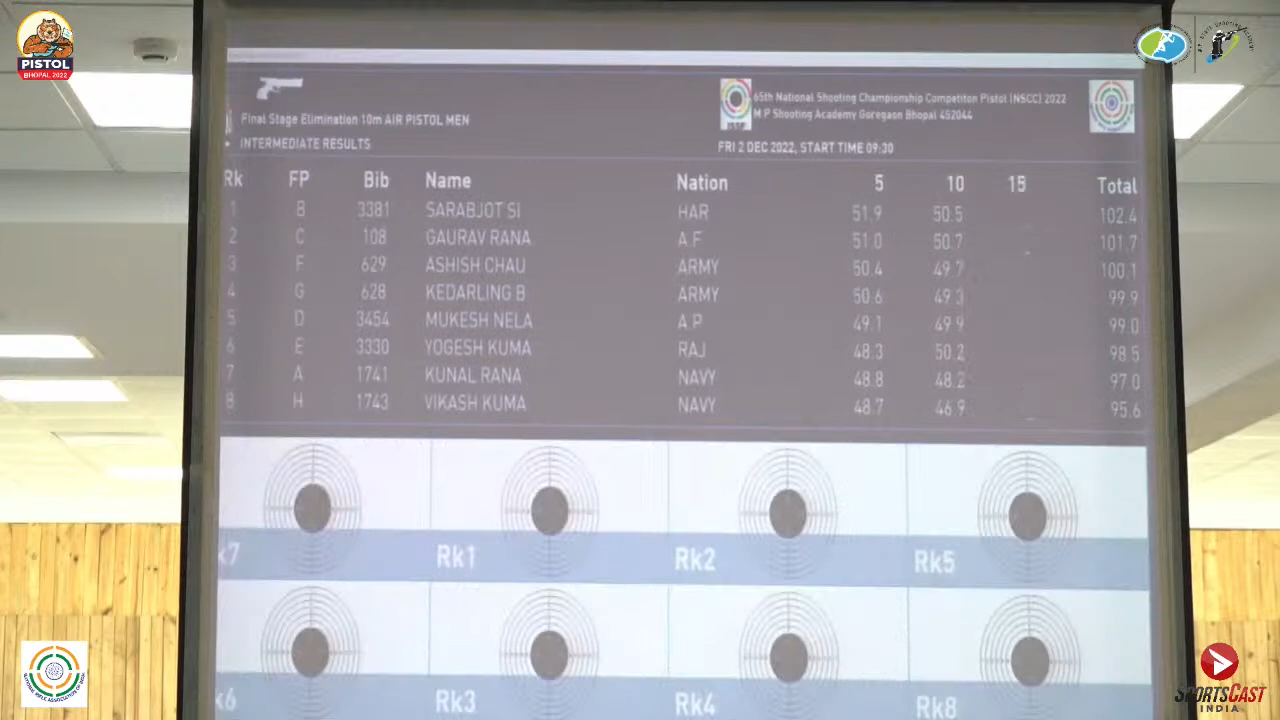 PISTOL
BHOPAL 2022
Final Stage Elimination 10m AIR PISTOL MEN
INTERMEDIATE RESULTS
65th National Shooting Championship Competiton Pistol (NSCC) 2022
M P Shooting Academy Goregaon Bhopal 452044
FRI 2 DEC 2022, START TIME 09:30
Rk FP Bib Name Nation 5 10 15 Total
1 B 3381 SARABJOT SI HAR 51.9 50.5 102.4
2 C 108 GAURAV RANA A.F 51.0 50.7 101.7
3 F 629 ASHISH CHAU ARMY 50.4 49.7 100.1
4 G 628 KEDARLING B ARMY 50.6 49.3 99.9
5 D 3454 MUKESH NELA A.P 49.1 49.9 99.0
6 E 3330 YOGESH KUMA RAJ 48.3 50.2 98.5
7 A 1741 KUNAL RANA NAVY 48.8 48.2 97.0
8 H 1743 VIKASH KUMA NAVY 48.7 46.9 95.6
k7 Rk1 Rk2 Rk5
k6 Rk3 Rk4 Rk8
NATIONAL RIFLE ASSOCIATION OF INDIA
SPORTSCAST
INDIA